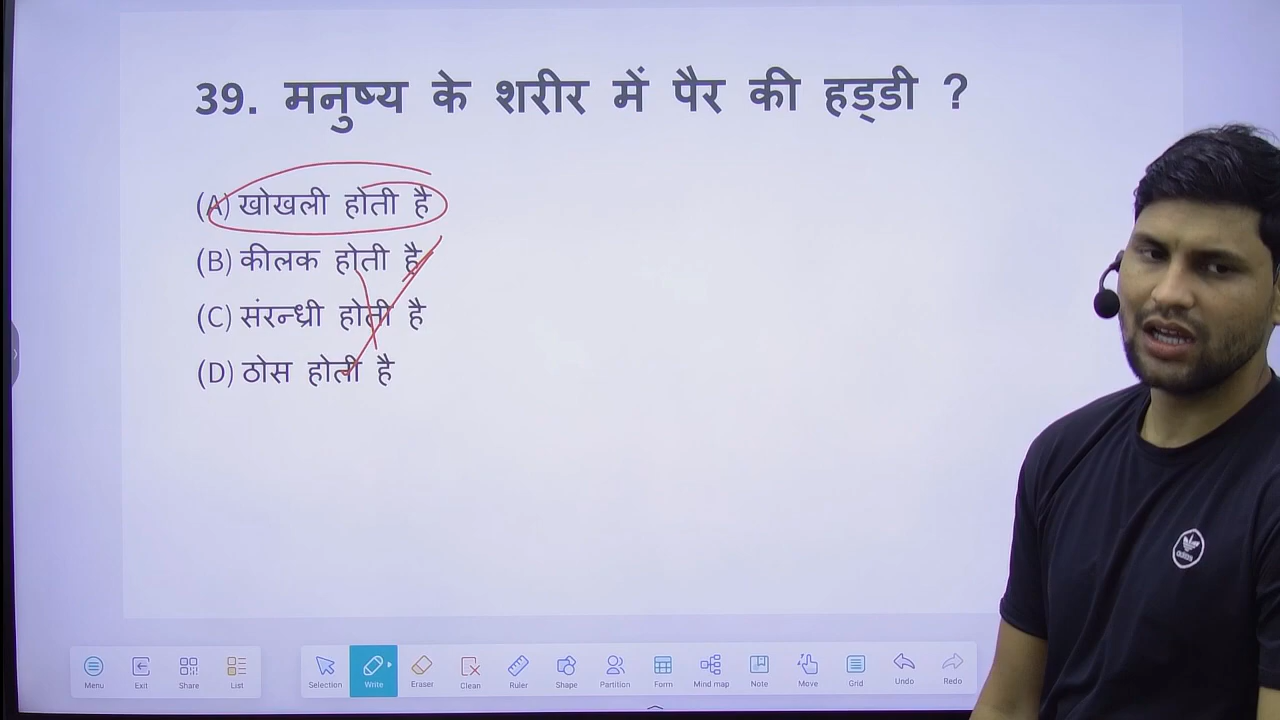 39. मनुष्य के शरीर में पैर की हड्डी ?
(A) खोखली होती है
(B) कीलक होती है
(C) संरन्ध्री होती है
(D) ठोस होती है
adidas
Menu Exit Share List Selection Write Eraser Clean Ruler Shape Partition Form Mind map Note Move Grid Undo Redo